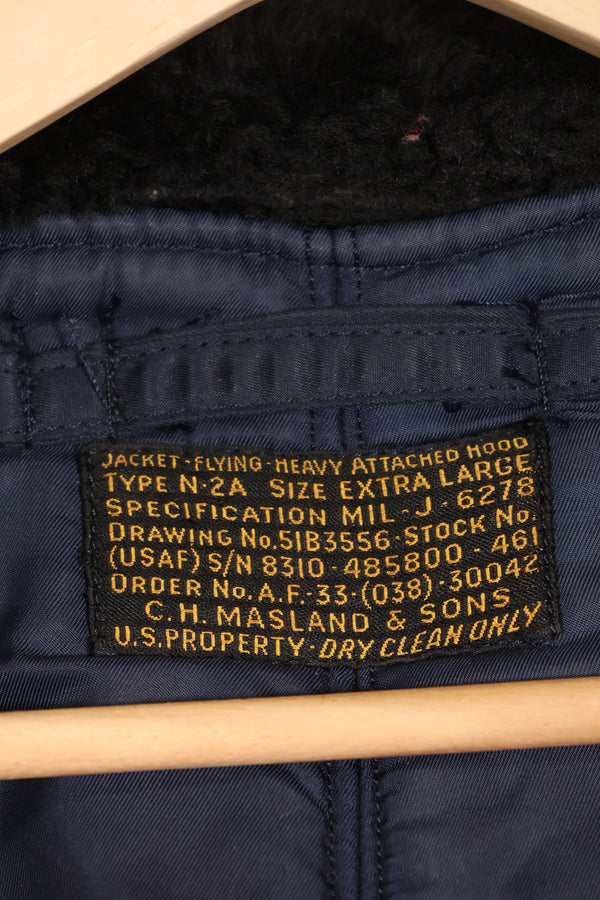 JACKET-FLYING-HEAVY ATTACHED HOOD
TYPE N-2A SIZE EXTRA LARGE
SPECIFICATION MIL-J-6278
DRAWING No.51B3556-STOCK No.
(USAF) S/N 8310-485800-461
ORDER No. A.F.-33-(038)-30042
C.H. MASLAND & SONS
U.S. PROPERTY-DRY CLEAN ONLY